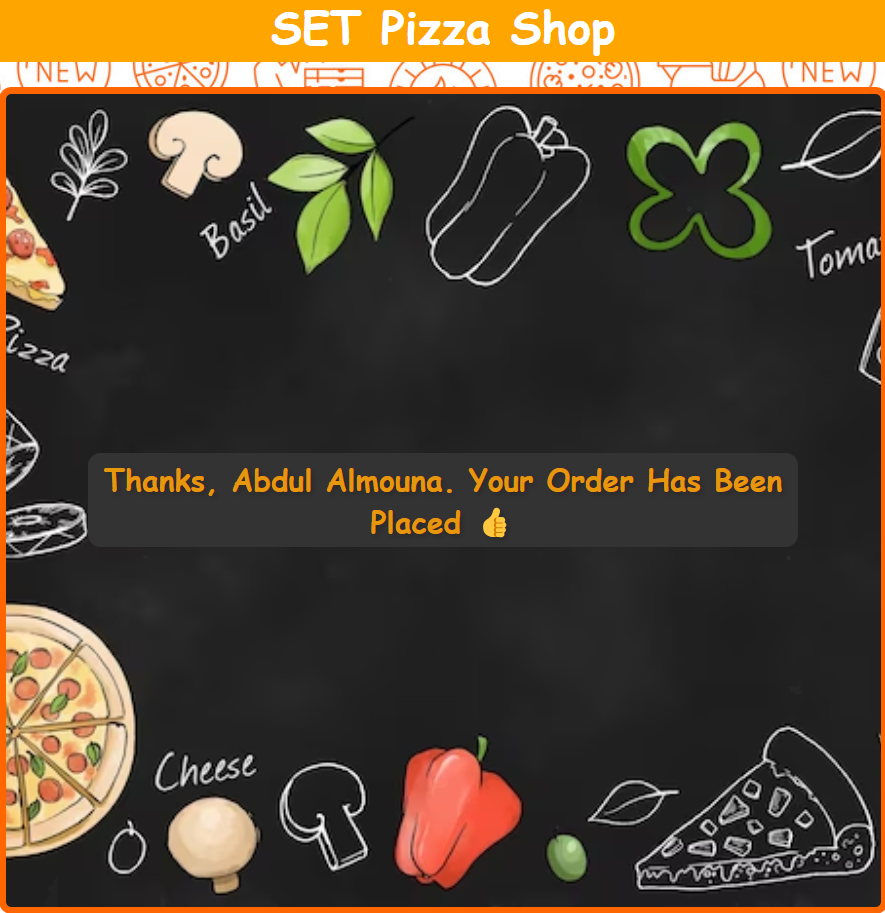 SET Pizza Shop
NEW
NEW
Basil
Toma
Pizza
Thanks, Abdul Almouna. Your Order Has Been
Placed 👍
Cheese